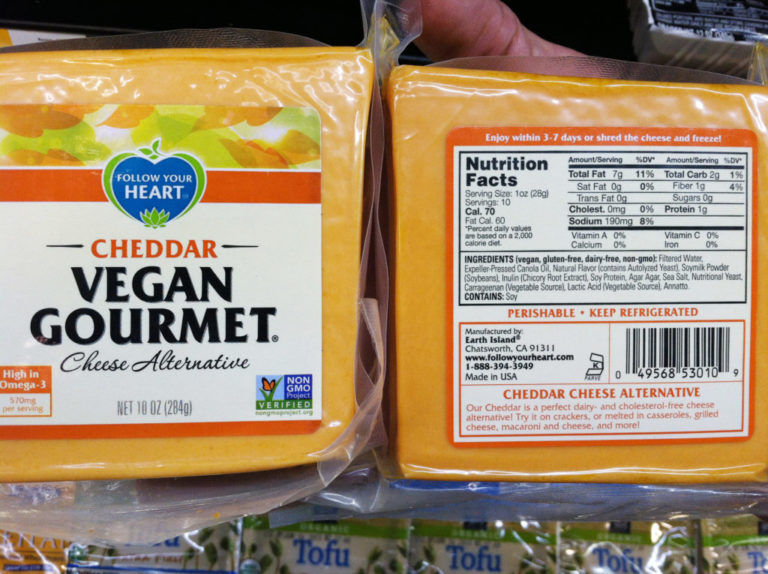 FOLLOW YOUR
HEART
CHEDDAR
VEGAN
GOURMET®
Cheese Alternative
High in
Omega-3
570mg
per serving
NET 10 OZ (284g)
NON
GMO
Project
VERIFIED
nongmoproject.org
Enjoy within 3-7 days or shred the cheese and freeze!
Nutrition
Facts
Serving Size: 1oz (28g)
Servings: 10
Cal. 70
Fat Cal. 60
*Percent daily values
are based on a 2,000
calorie diet.
Amount/Serving %DV* Amount/Serving %DV*
Total Fat 7g 11% Total Carb 2g 1%
Sat Fat 0g 0% Fiber 1g 4%
Trans Fat 0g Sugars 0g
Cholest. 0mg 0% Protein 1g
Sodium 190mg 8%
Vitamin A 0% Vitamin C 0%
Calcium 0% Iron 0%
INGREDIENTS (vegan, gluten-free, dairy-free, non-gmo): Filtered Water,
Expeller-Pressed Canola Oil, Natural Flavor (contains Autolyzed Yeast), Soymilk Powder
(Soybeans), Inulin (Chicory Root Extract), Soy Protein, Agar Agar, Sea Salt, Nutritional Yeast,
Carrageenan (Vegetable Source), Lactic Acid (Vegetable Source), Annatto.
CONTAINS: Soy
PERISHABLE • KEEP REFRIGERATED
Manufactured by:
Earth Island®
Chatsworth, CA 91311
www.followyourheart.com
1-888-394-3949
Made in USA
K
PARVE
0 49568 53010 9
CHEDDAR CHEESE ALTERNATIVE
Our Cheddar is a perfect dairy- and cholesterol-free cheese
alternative! Try it on crackers, or melted in casseroles, grilled
cheese, macaroni and cheese, and more!
ORGANIC
Tofu
Tofu
Tofu